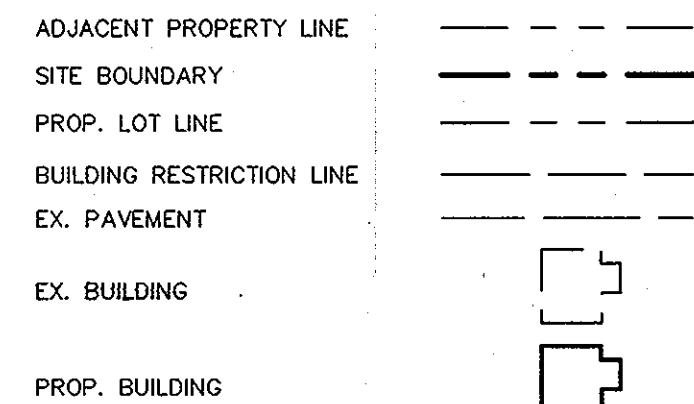 ADJACENT PROPERTY LINE
SITE BOUNDARY
PROP. LOT LINE
BUILDING RESTRICTION LINE
EX. PAVEMENT
EX. BUILDING
PROP. BUILDING